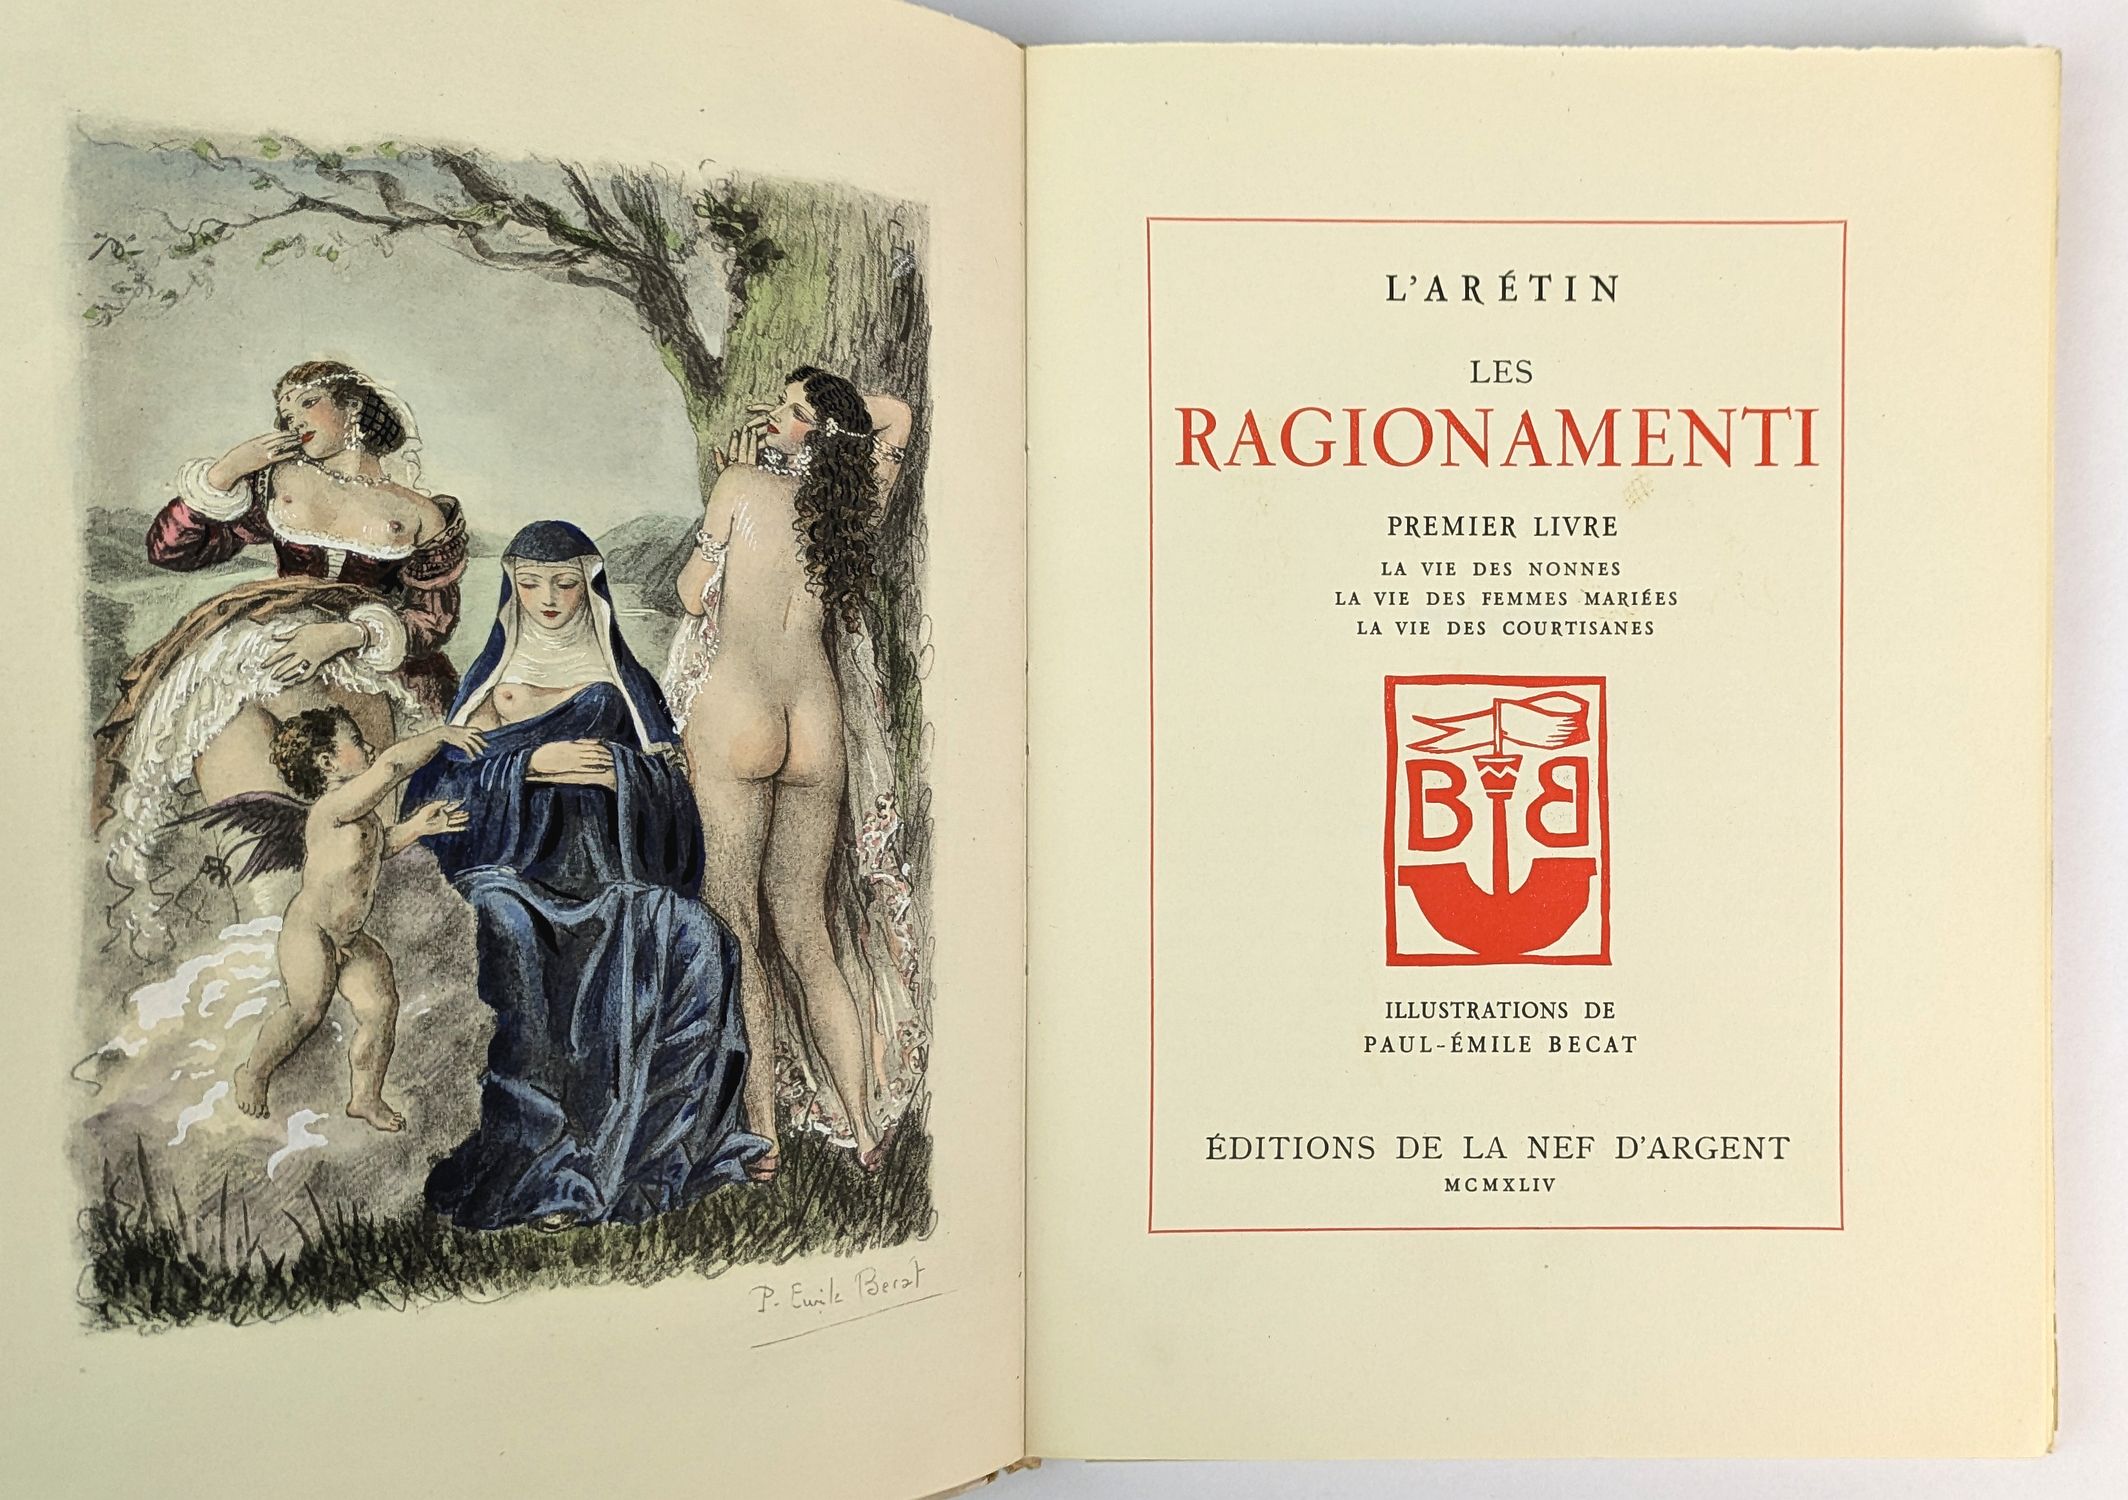 P. Emile Becat
L'ARÉTIN
LES
RAGIONAMENTI
PREMIER LIVRE
LA VIE DES NONNES
LA VIE DES FEMMES MARIÉES
LA VIE DES COURTISANES
B B
ILLUSTRATIONS DE
PAUL-ÉMILE BECAT
ÉDITIONS DE LA NEF D'ARGENT
MCMXLIV